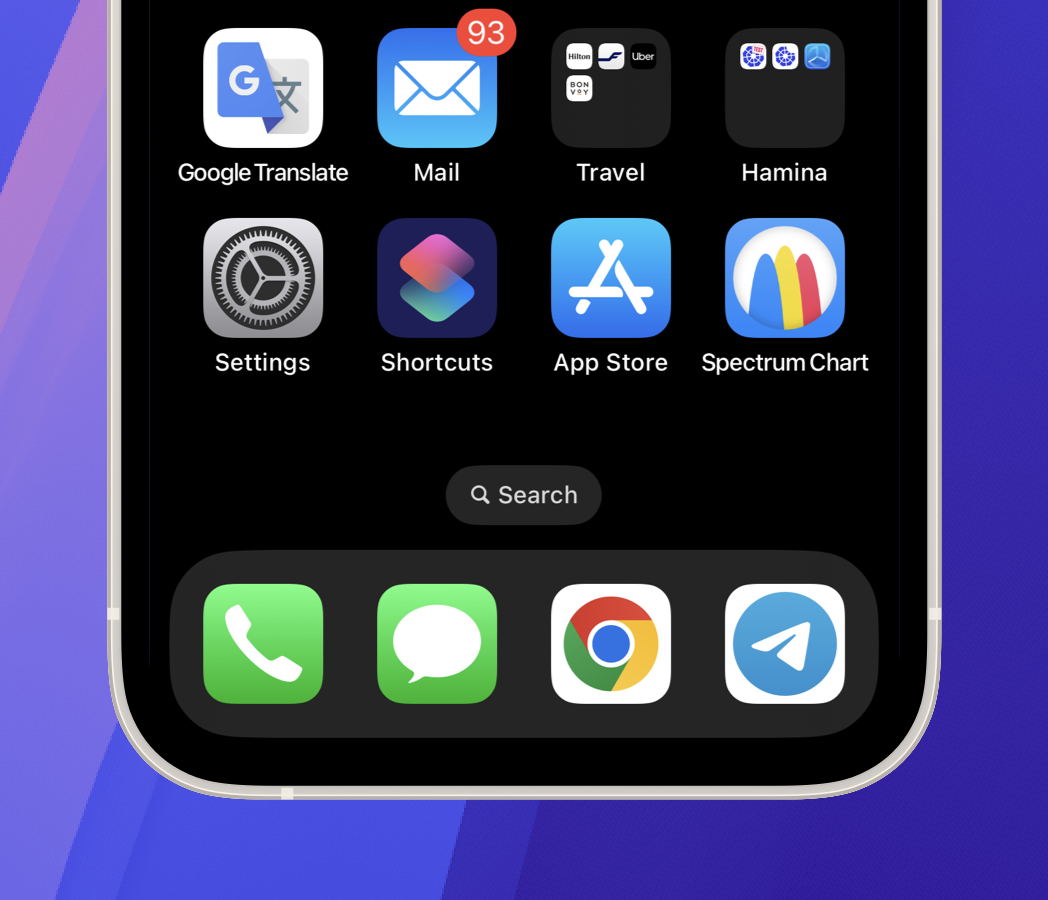 93
G 文
Hilton
Uber
BON
VOY
TEST
Google Translate
Mail
Travel
Hamina
Settings
Shortcuts
App Store
Spectrum Chart
Search